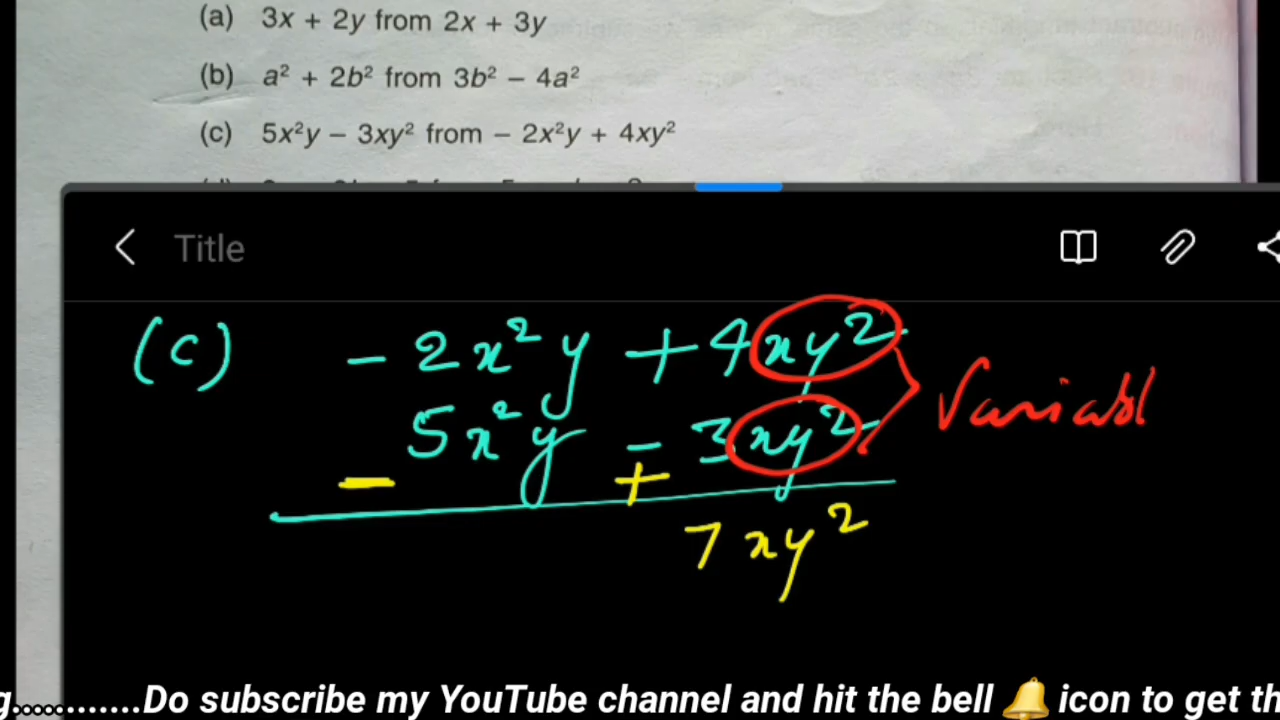 (a) 3x + 2y from 2x + 3y
(b) a² + 2b² from 3b² – 4a²
(c) 5x²y – 3xy² from – 2x²y + 4xy²
Title
(c) – 2x²y + 4xy²
5x²y – 3xy²
Variabl
– +
7xy²
g............Do subscribe my YouTube channel and hit the bell 🔔 icon to get th